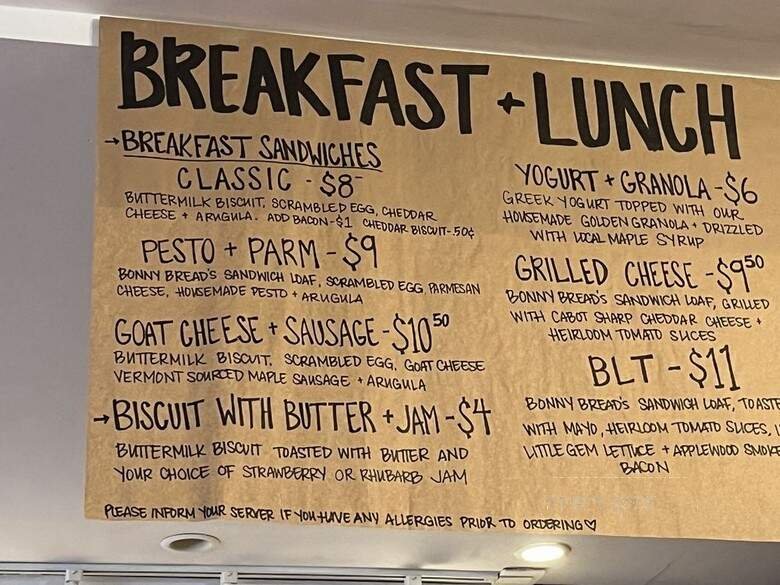 BREAKFAST + LUNCH
→BREAKFAST SANDWICHES
CLASSIC - $8
BUTTERMILK BISCUIT, SCRAMBLED EGG, CHEDDAR
CHEESE + ARUGULA. ADD BACON-$1 CHEDDAR BISCUIT-.50¢
PESTO + PARM - $9
BONNY BREAD'S SANDWICH LOAF, SCRAMBLED EGG, PARMESAN
CHEESE, HOUSEMADE PESTO + ARUGULA
GOAT CHEESE + SAUSAGE - $10 50
BUTTERMILK BISCUIT, SCRAMBLED EGG, GOAT CHEESE
VERMONT SOURCED MAPLE SAUSAGE + ARUGULA
→BISCUIT WITH BUTTER + JAM - $4
BUTTERMILK BISCUIT TOASTED WITH BUTTER AND
YOUR CHOICE OF STRAWBERRY OR RHUBARB JAM
YOGURT + GRANOLA - $6
GREEK YOGURT TOPPED WITH OUR
HOUSEMADE GOLDEN GRANOLA + DRIZZLED
WITH LOCAL MAPLE SYRUP
GRILLED CHEESE - $9 50
BONNY BREAD'S SANDWICH LOAF, GRILLED
WITH CABOT SHARP CHEDDAR CHEESE +
HEIRLOOM TOMATO SLICES
BLT - $11
BONNY BREAD'S SANDWICH LOAF, TOASTE
WITH MAYO, HEIRLOOM TOMATO SLICES,
LITTLE GEM LETTUCE + APPLEWOOD SMOKE
BACON
PLEASE INFORM YOUR SERVER IF YOU HAVE ANY ALLERGIES PRIOR TO ORDERING♡